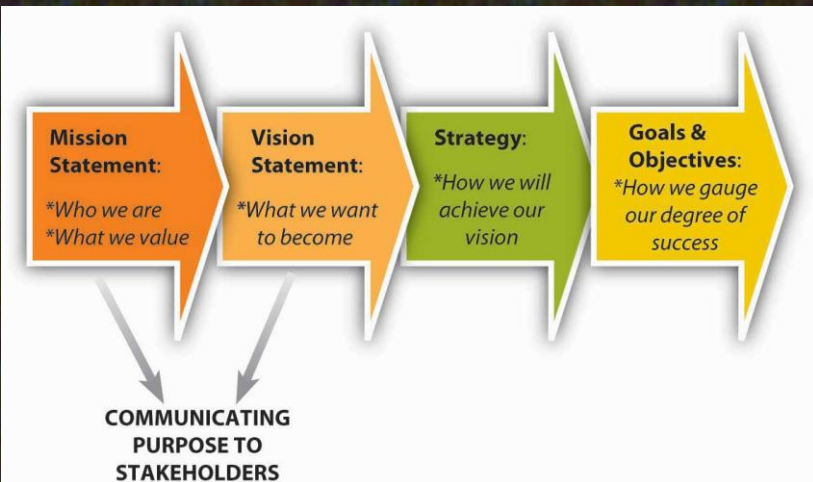 Mission
Statement:
*Who we are
*What we value
Vision
Statement:
*What we want
to become
Strategy:
*How we will
achieve our
vision
Goals &
Objectives:
*How we gauge
our degree of
success
COMMUNICATING
PURPOSE TO
STAKEHOLDERS